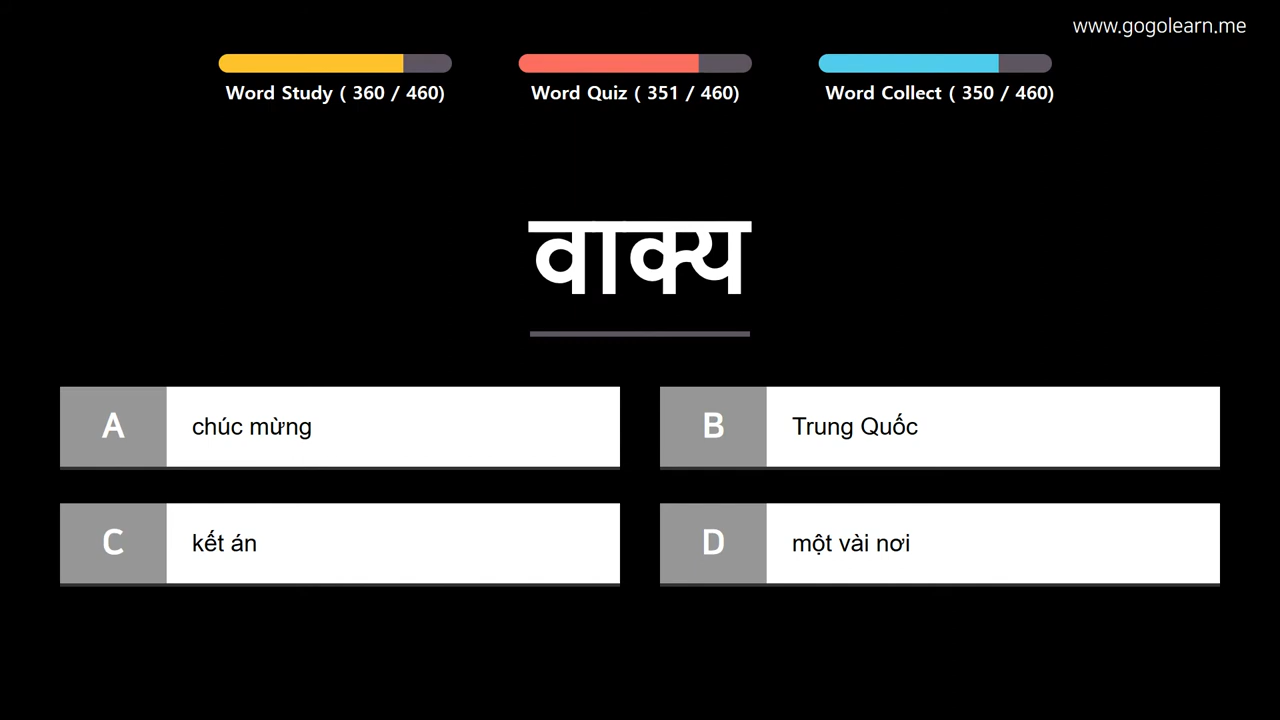 www.gogolearn.me
Word Study ( 360 / 460)
Word Quiz ( 351 / 460)
Word Collect ( 350 / 460)
वाक्य
A chúc mừng
B Trung Quốc
C kết án
D một vài nơi